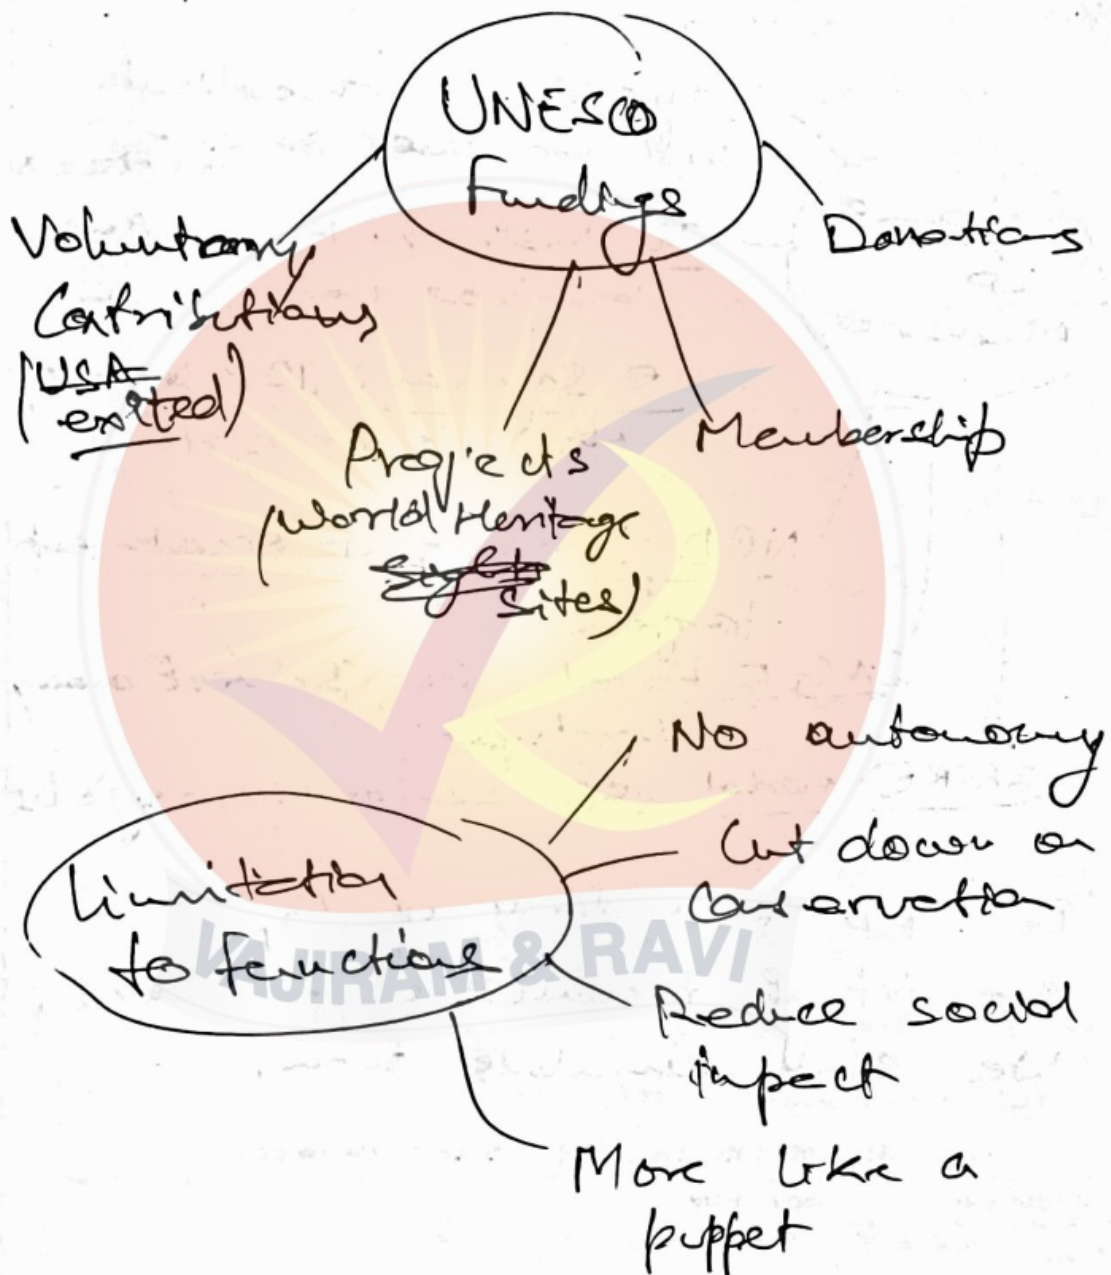 UNESCO
Fundings
Voluntary
Contributions
(USA
exited)
Donations
Projects
(World Heritage
Sites)
Membership
No autonomy
Cut down on
Conservation
Limitation
to functions
VAJIRAM & RAVI
Reduce social
impact
More like a
puppet